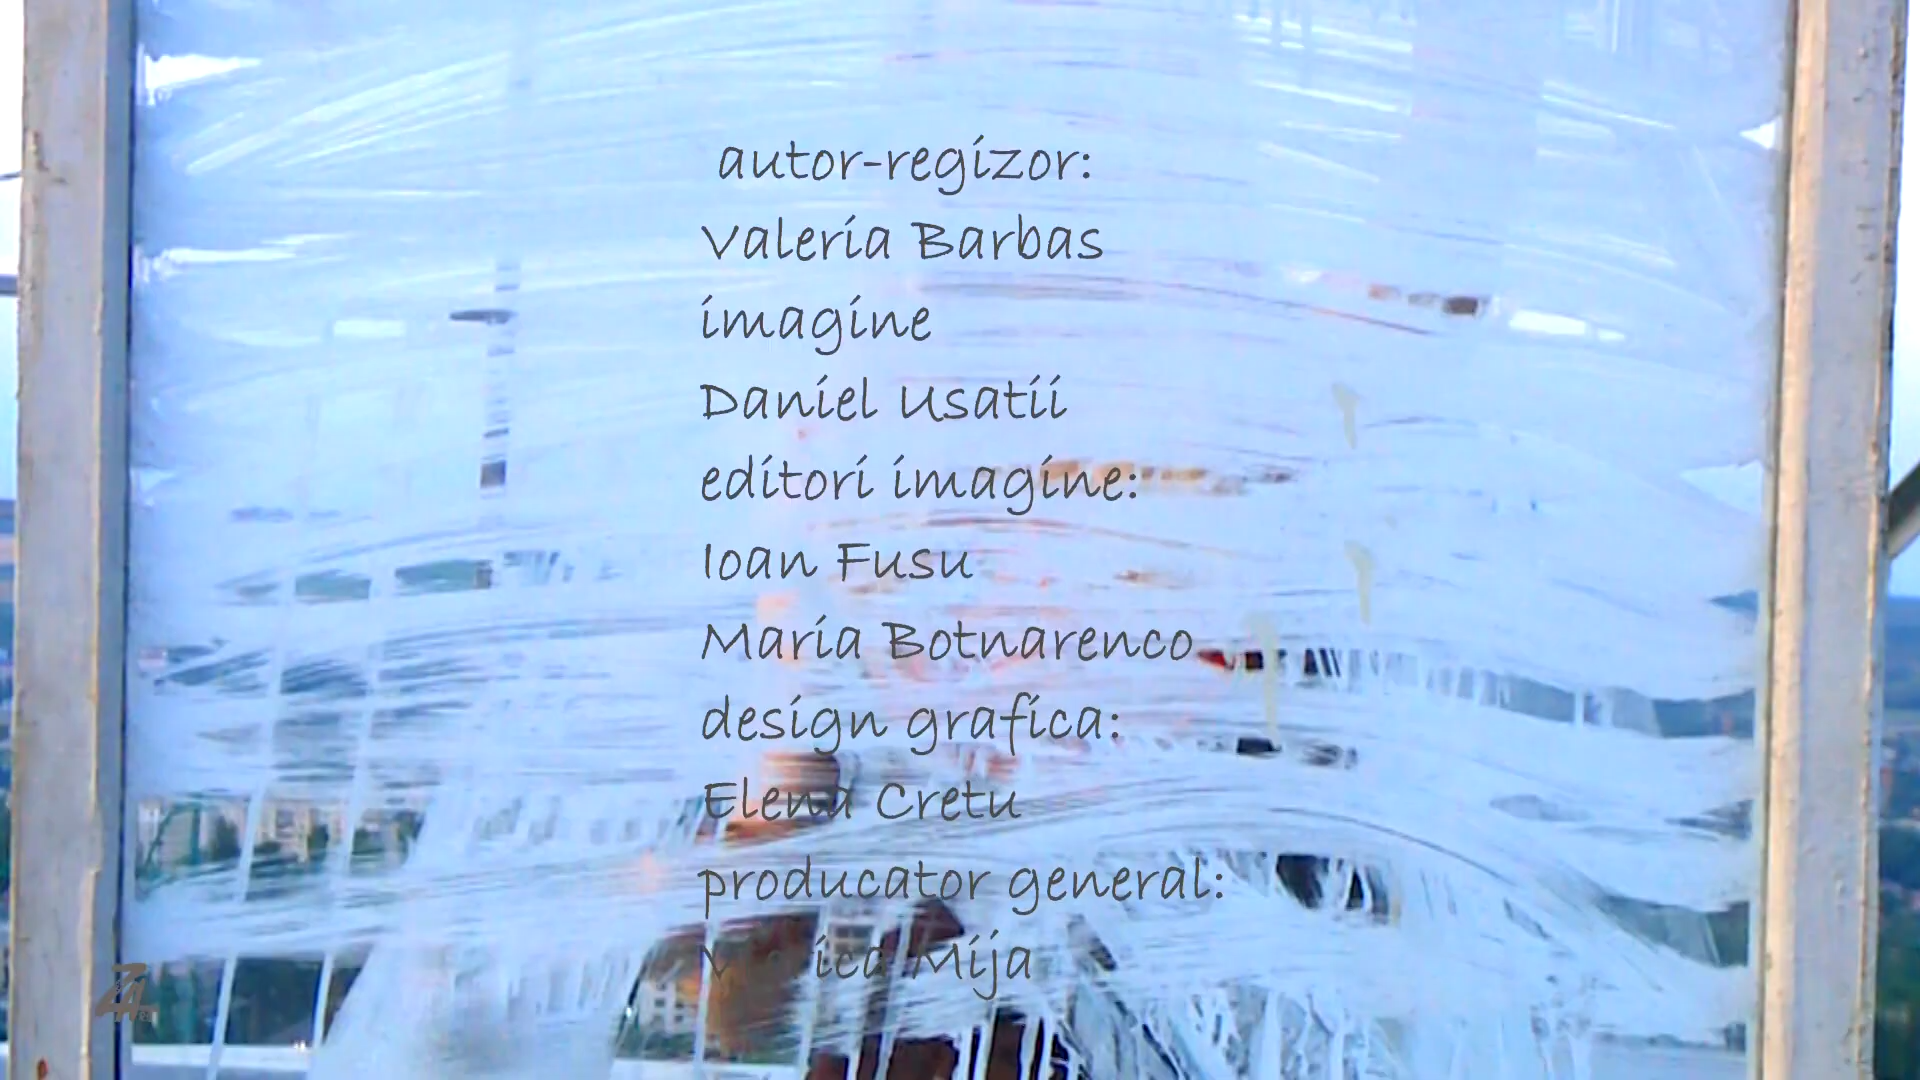 autor-regizor:
Valeria Barbas
imagine
Daniel Usatii
editori imagine:
Ioan Fusu
Maria Botnarenco
design grafica:
Elena Cretu
producator general:
Mija